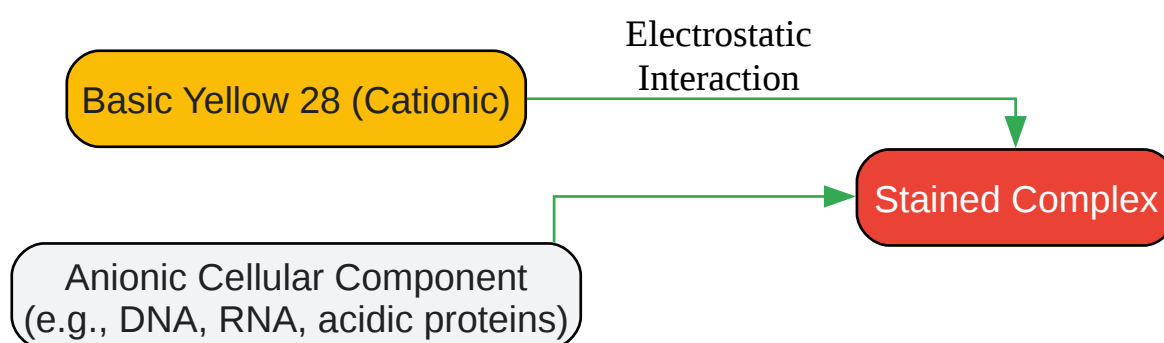 Electrostatic
Interaction
Basic Yellow 28 (Cationic)
Stained Complex
Anionic Cellular Component
(e.g., DNA, RNA, acidic proteins)